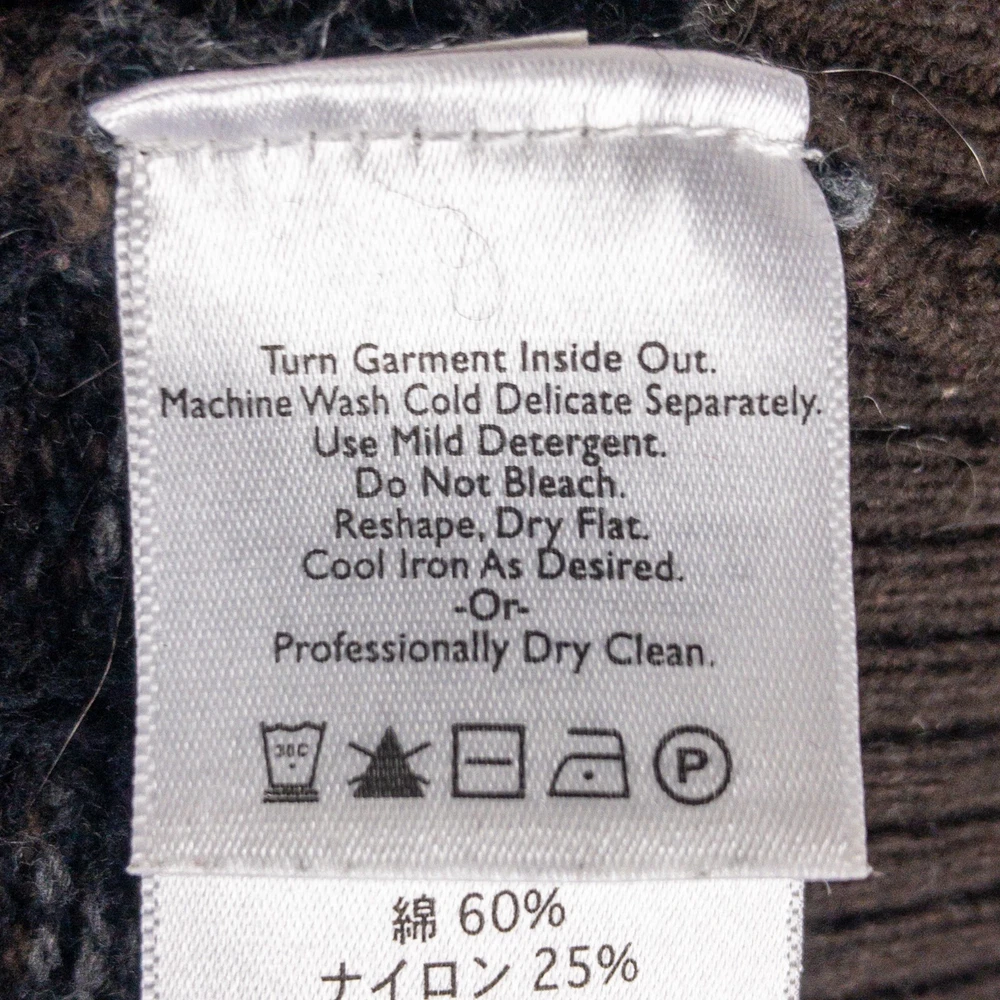 Turn Garment Inside Out.
Machine Wash Cold Delicate Separately.
Use Mild Detergent.
Do Not Bleach.
Reshape, Dry Flat.
Cool Iron As Desired.
-Or-
Professionally Dry Clean.
30C P
綿 60%
ナイロン 25%